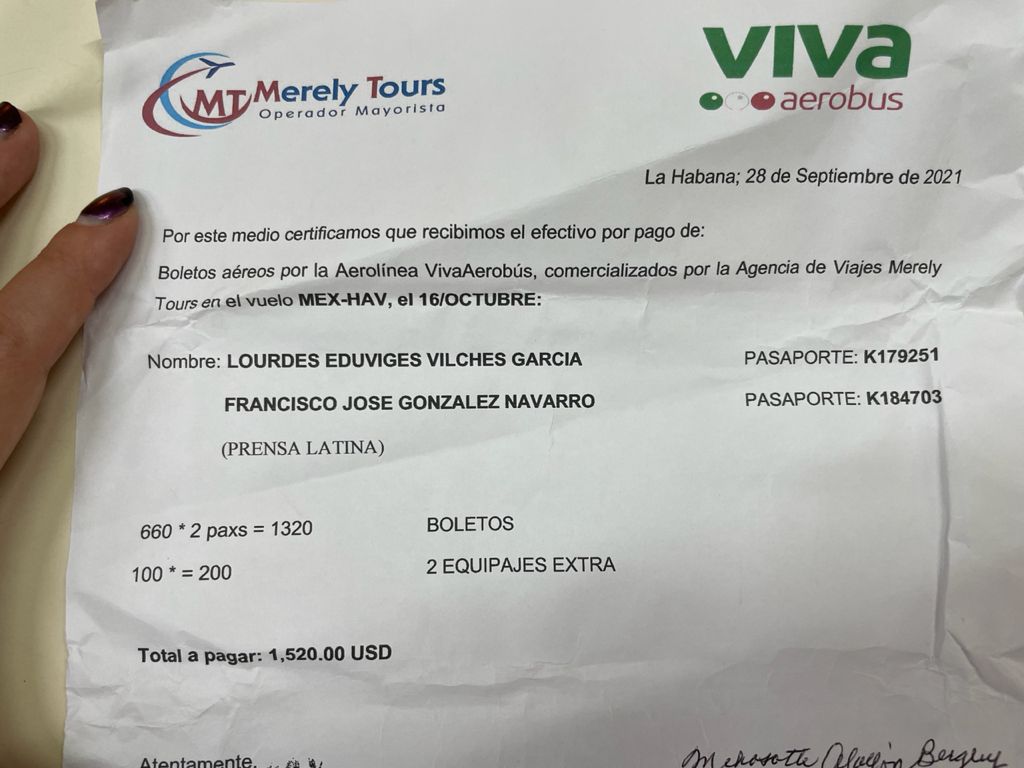 MT Merely Tours
Operador Mayorista
VIVA
aerobus
La Habana; 28 de Septiembre de 2021
Por este medio certificamos que recibimos el efectivo por pago de:
Boletos aéreos por la Aerolínea VivaAerobús, comercializados por la Agencia de Viajes Merely
Tours en el vuelo MEX-HAV, el 16/OCTUBRE:
Nombre: LOURDES EDUVIGES VILCHES GARCIA PASAPORTE: K179251
FRANCISCO JOSE GONZALEZ NAVARRO PASAPORTE: K184703
(PRENSA LATINA)
660 * 2 paxs = 1320 BOLETOS
100 * = 200 2 EQUIPAJES EXTRA
Total a pagar: 1,520.00 USD
Atentamente,